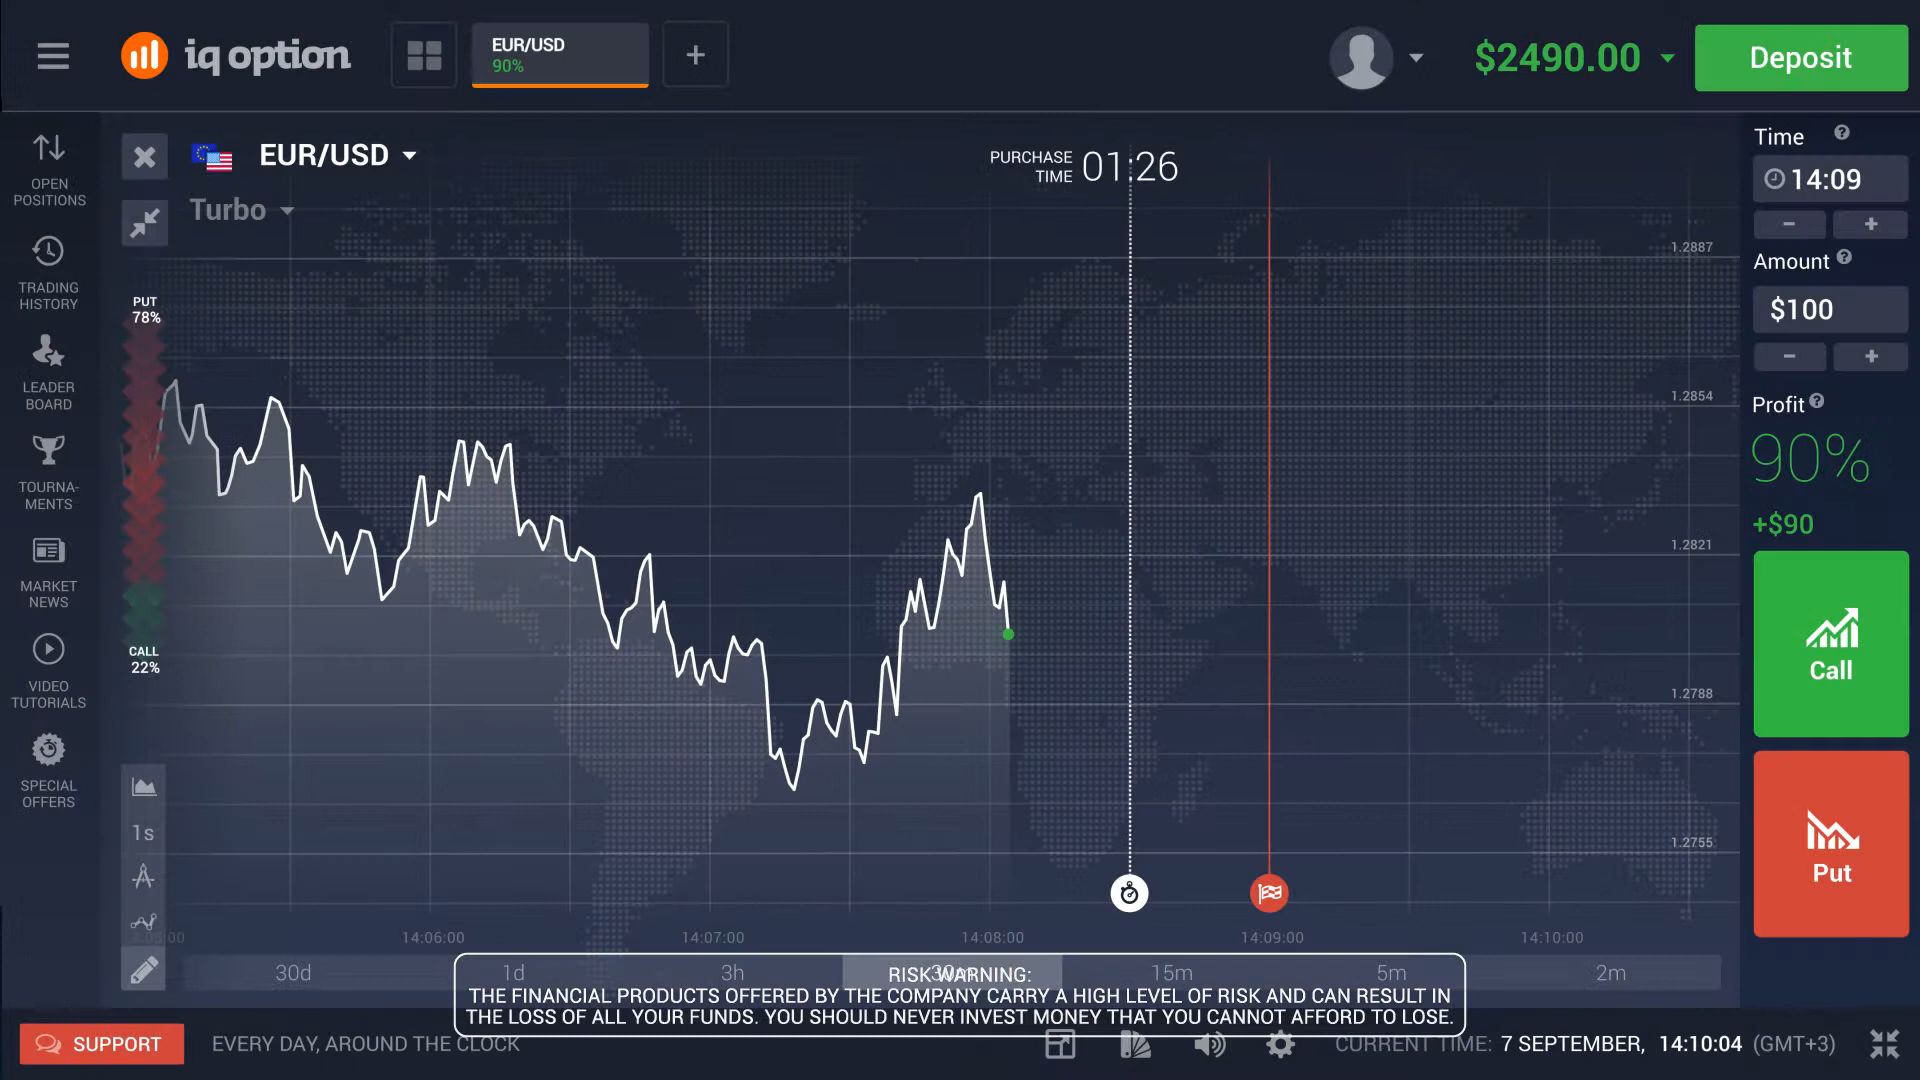 iq option
EUR/USD
90%
+
$2490.00
Deposit
OPEN
POSITIONS
TRADING
HISTORY
LEADER
BOARD
TOURNA-
MENTS
MARKET
NEWS
VIDEO
TUTORIALS
SPECIAL
OFFERS
EUR/USD
Turbo
PURCHASE
TIME
01:26
PUT
78%
CALL
22%
1s
1.2887
1.2854
1.2821
1.2788
1.2755
14:06:00
14:07:00
14:08:00
14:09:00
14:10:00
30d
1d
3h
15m
5m
2m
RISK WARNING:
THE FINANCIAL PRODUCTS OFFERED BY THE COMPANY CARRY A HIGH LEVEL OF RISK AND CAN RESULT IN
THE LOSS OF ALL YOUR FUNDS. YOU SHOULD NEVER INVEST MONEY THAT YOU CANNOT AFFORD TO LOSE.
Time ?
14:09
- +
Amount ?
$100
- +
Profit ?
90%
+$90
Call
Put
SUPPORT
EVERY DAY, AROUND THE CLOCK
CURRENT TIME: 7 SEPTEMBER, 14:10:04 (GMT+3)